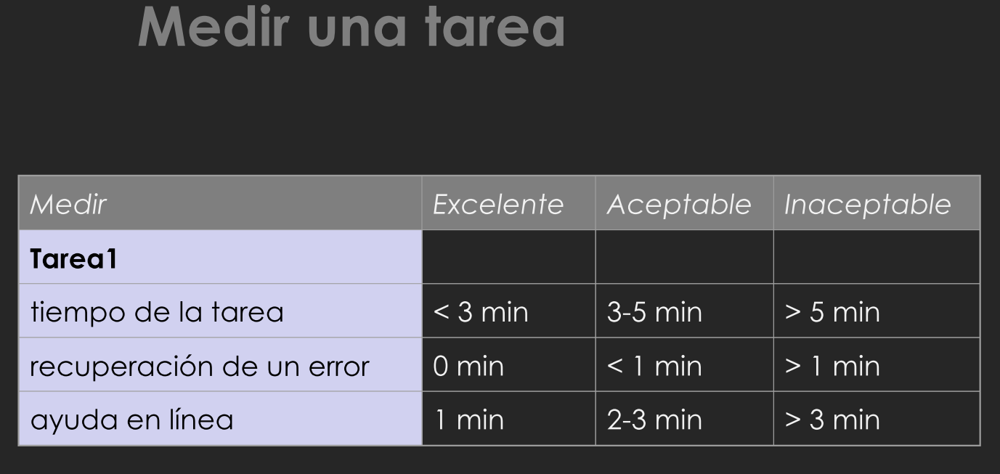 Medir una tarea
Medir Excelente Aceptable Inaceptable
Tarea1
tiempo de la tarea < 3 min 3-5 min > 5 min
recuperación de un error 0 min < 1 min > 1 min
ayuda en línea 1 min 2-3 min > 3 min